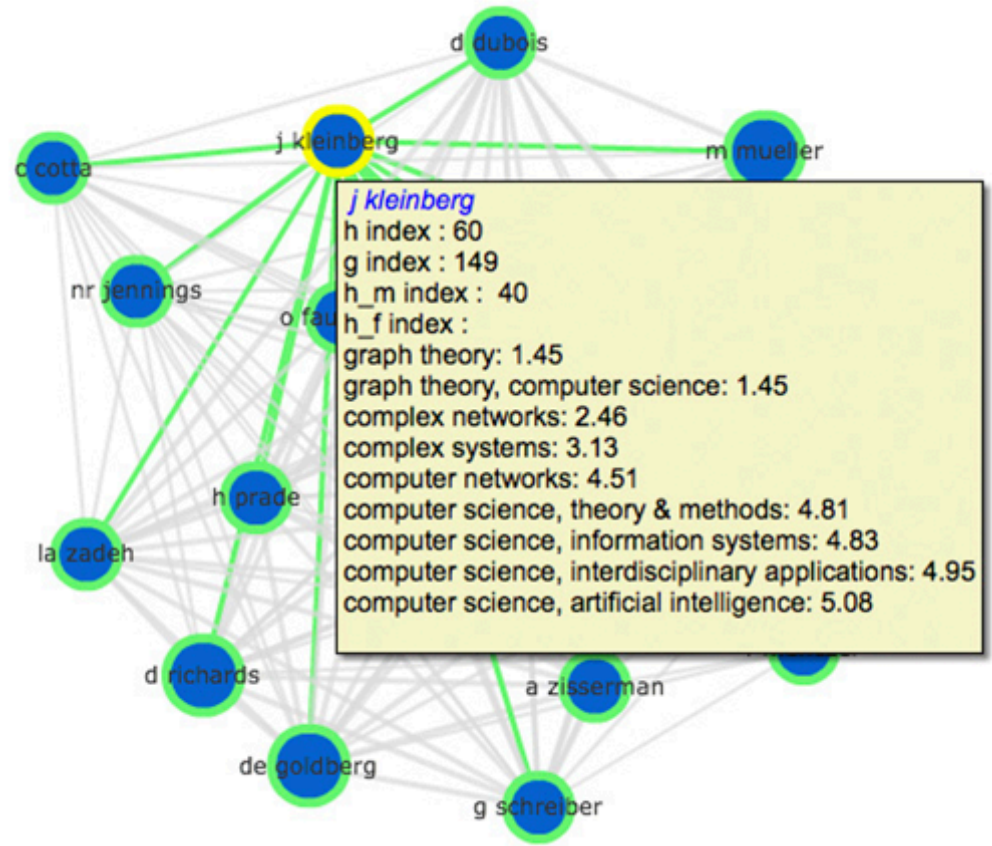 d dubois
j kleinberg
m mueller
c cotta
j kleinberg
h index : 60
g index : 149
nr jennings
h_m index : 40
o fau
h_f index :
graph theory: 1.45
graph theory, computer science: 1.45
complex networks: 2.46
complex systems: 3.13
computer networks: 4.51
h prade
computer science, theory & methods: 4.81
computer science, information systems: 4.83
la zadeh
computer science, interdisciplinary applications: 4.95
computer science, artificial intelligence: 5.08
d richards
a zisserman
de goldberg
g schreiber